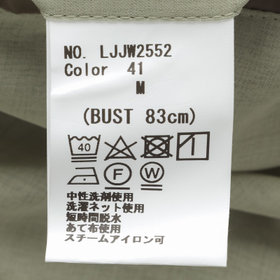 NO. LJJW2552
Color 41
M
(BUST 83cm)
40
F W
中性洗剤使用
洗濯ネット使用
短時間脱水
あて布使用
スチームアイロン可